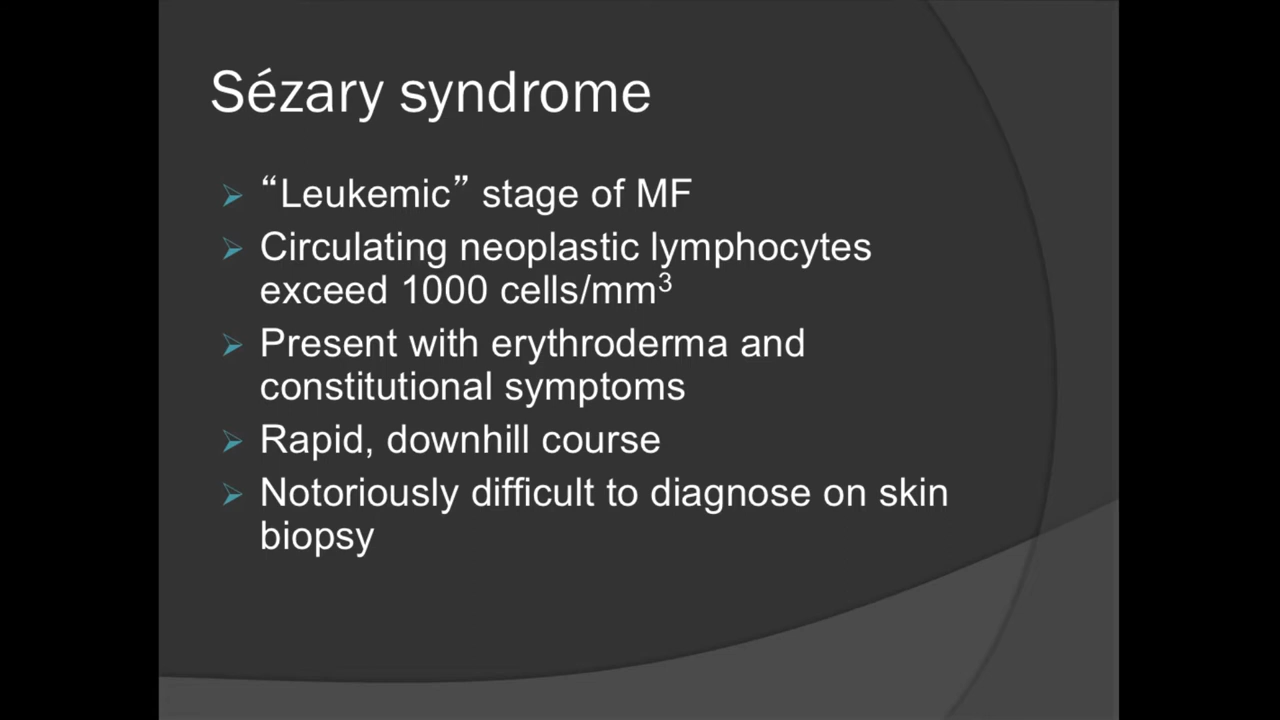 Sézary syndrome
“Leukemic” stage of MF
Circulating neoplastic lymphocytes
exceed 1000 cells/mm³
Present with erythroderma and
constitutional symptoms
Rapid, downhill course
Notoriously difficult to diagnose on skin
biopsy